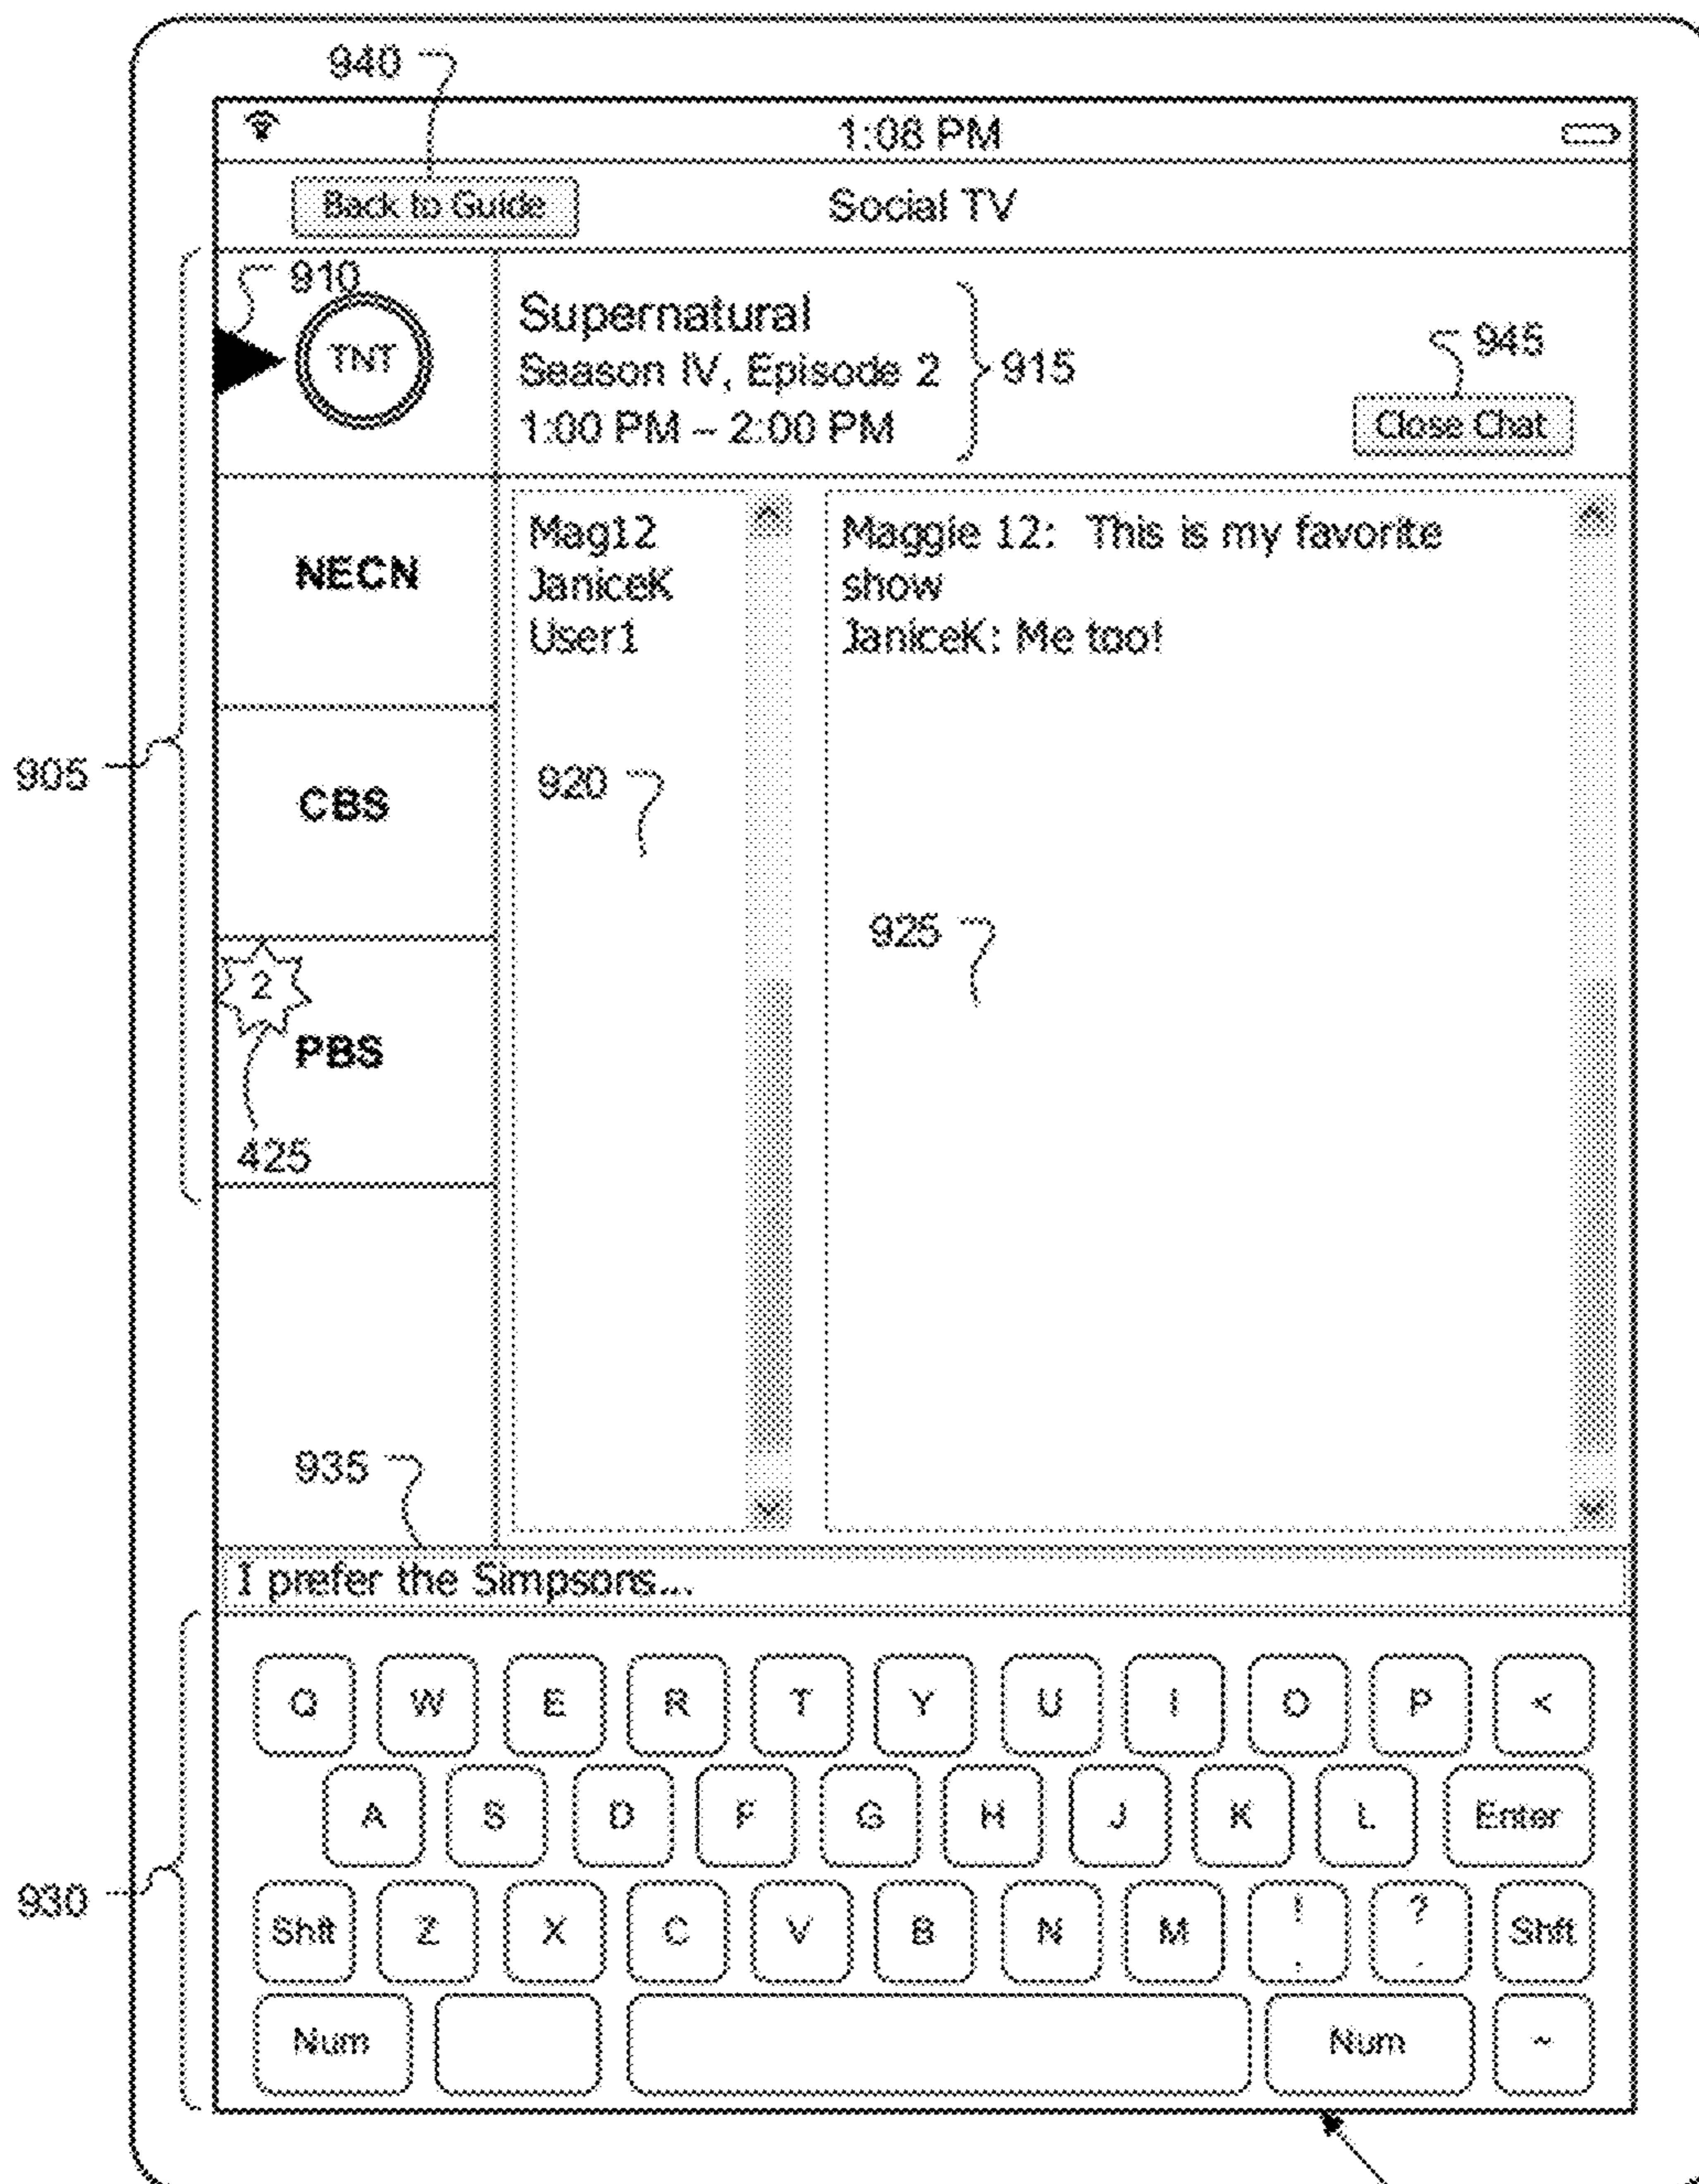 940
1:08 PM
Back to Guide
Social TV
910
TNT
Supernatural
Season IV, Episode 2
1:00 PM – 2:00 PM
915
945
Close Chat
NECN
CBS
2
PBS
425
905
Mag12
JaniceK
User1
920
Maggie 12: This is my favorite
show
JaniceK: Me too!
925
935
I prefer the Simpsons...
930
Q W E R T Y U I O P <
A S D F G H J K L Enter
Shft Z X C V B N M ! . ? , Shft
Num Num ~